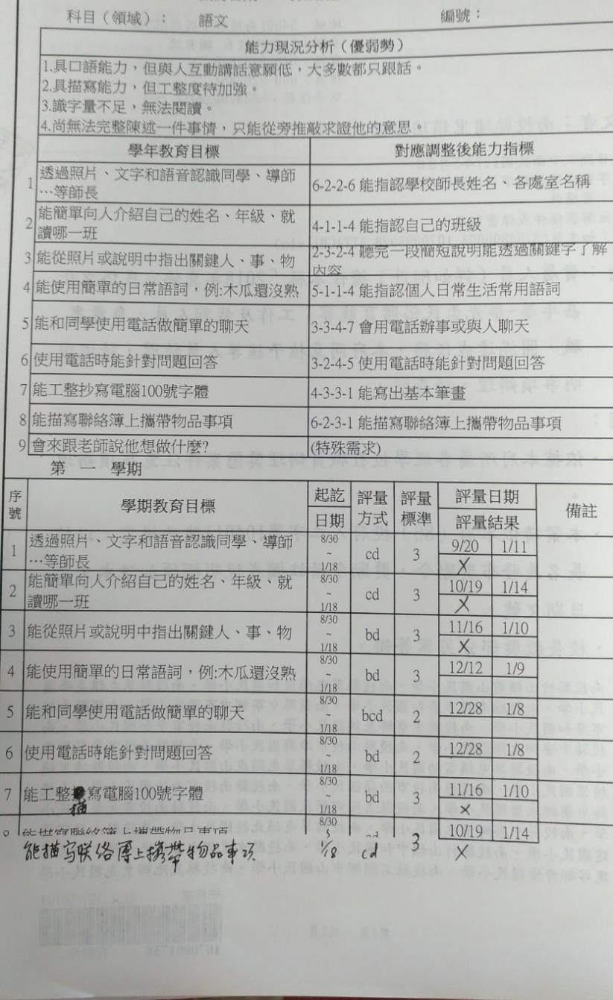 科目（領域）： 語文 編號：
能力現況分析（優弱勢）
1.具口語能力，但與人互動講話意願低，大多數都只跟話。
2.具描寫能力，但工整度待加強。
3.識字量不足，無法閱讀。
4.尚無法完整陳述一件事情，只能從旁推敲求證他的意思。
學年教育目標 對應調整後能力指標
1 透過照片、文字和語音認識同學、導師
…等師長
6-2-2-6 能指認學校師長姓名、各處室名稱
2 能簡單向人介紹自己的姓名、年級、就
讀哪一班
4-1-1-4 能指認自己的班級
3 能從照片或說明中指出關鍵人、事、物
2-3-2-4 聽完一段簡短說明能透過關鍵字了解
內容
4 能使用簡單的日常語詞，例:木瓜還沒熟 5-1-1-4 能指認個人日常生活常用語詞
5 能和同學使用電話做簡單的聊天 3-3-4-7 會用電話辦事或與人聊天
6 使用電話時能針對問題回答 3-2-4-5 使用電話時能針對問題回答
7 能工整抄寫電腦100號字體 4-3-3-1 能寫出基本筆畫
8 能描寫聯絡簿上攜帶物品事項 6-2-3-1 能描寫聯絡簿上攜帶物品事項
9 會來跟老師說他想做什麼? (特殊需求)
第 一 學期
序號 學期教育目標 起訖日期 評量方式 評量標準 評量日期 評量結果 備註
1 透過照片、文字和語音認識同學、導師
…等師長
8/30 ~ 1/18 cd 3 9/20 1/11
X
2 能簡單向人介紹自己的姓名、年級、就
讀哪一班
8/30 ~ 1/18 cd 3 10/19 1/14
X
3 能從照片或說明中指出關鍵人、事、物 8/30 ~ 1/18 bd 3 11/16 1/10
X
4 能使用簡單的日常語詞，例:木瓜還沒熟 8/30 ~ 1/18 bd 3 12/12 1/9
5 能和同學使用電話做簡單的聊天 8/30 ~ 1/18 bcd 2 12/28 1/8
6 使用電話時能針對問題回答 8/30 ~ 1/18 bd 2 12/28 1/8
7 能工整描寫電腦100號字體 8/30 ~ 1/18 bd 3 11/16 1/10
X
能描寫聯絡簿上攜帶物品事項 8/30 10/19 1/14
能描写联络簿上攜帶物品事項 ~ 1/18 cd 3 X